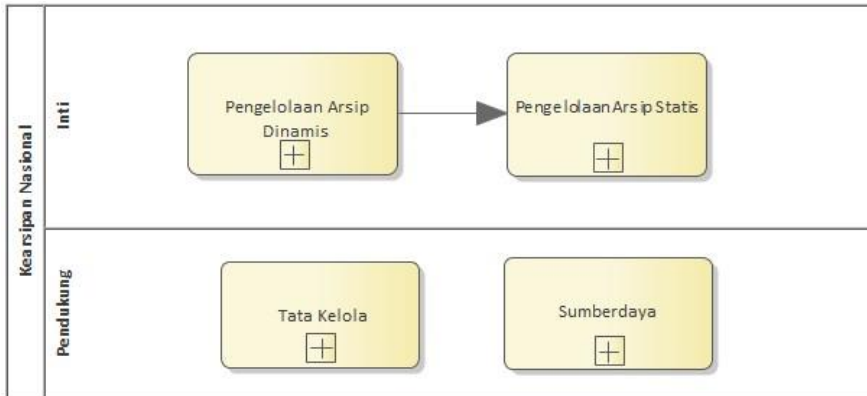 Kearsipan Nasional
Inti
Pengelolaan Arsip
Dinamis
Pengelolaan Arsip Statis
Pendukung
Tata Kelola
Sumberdaya